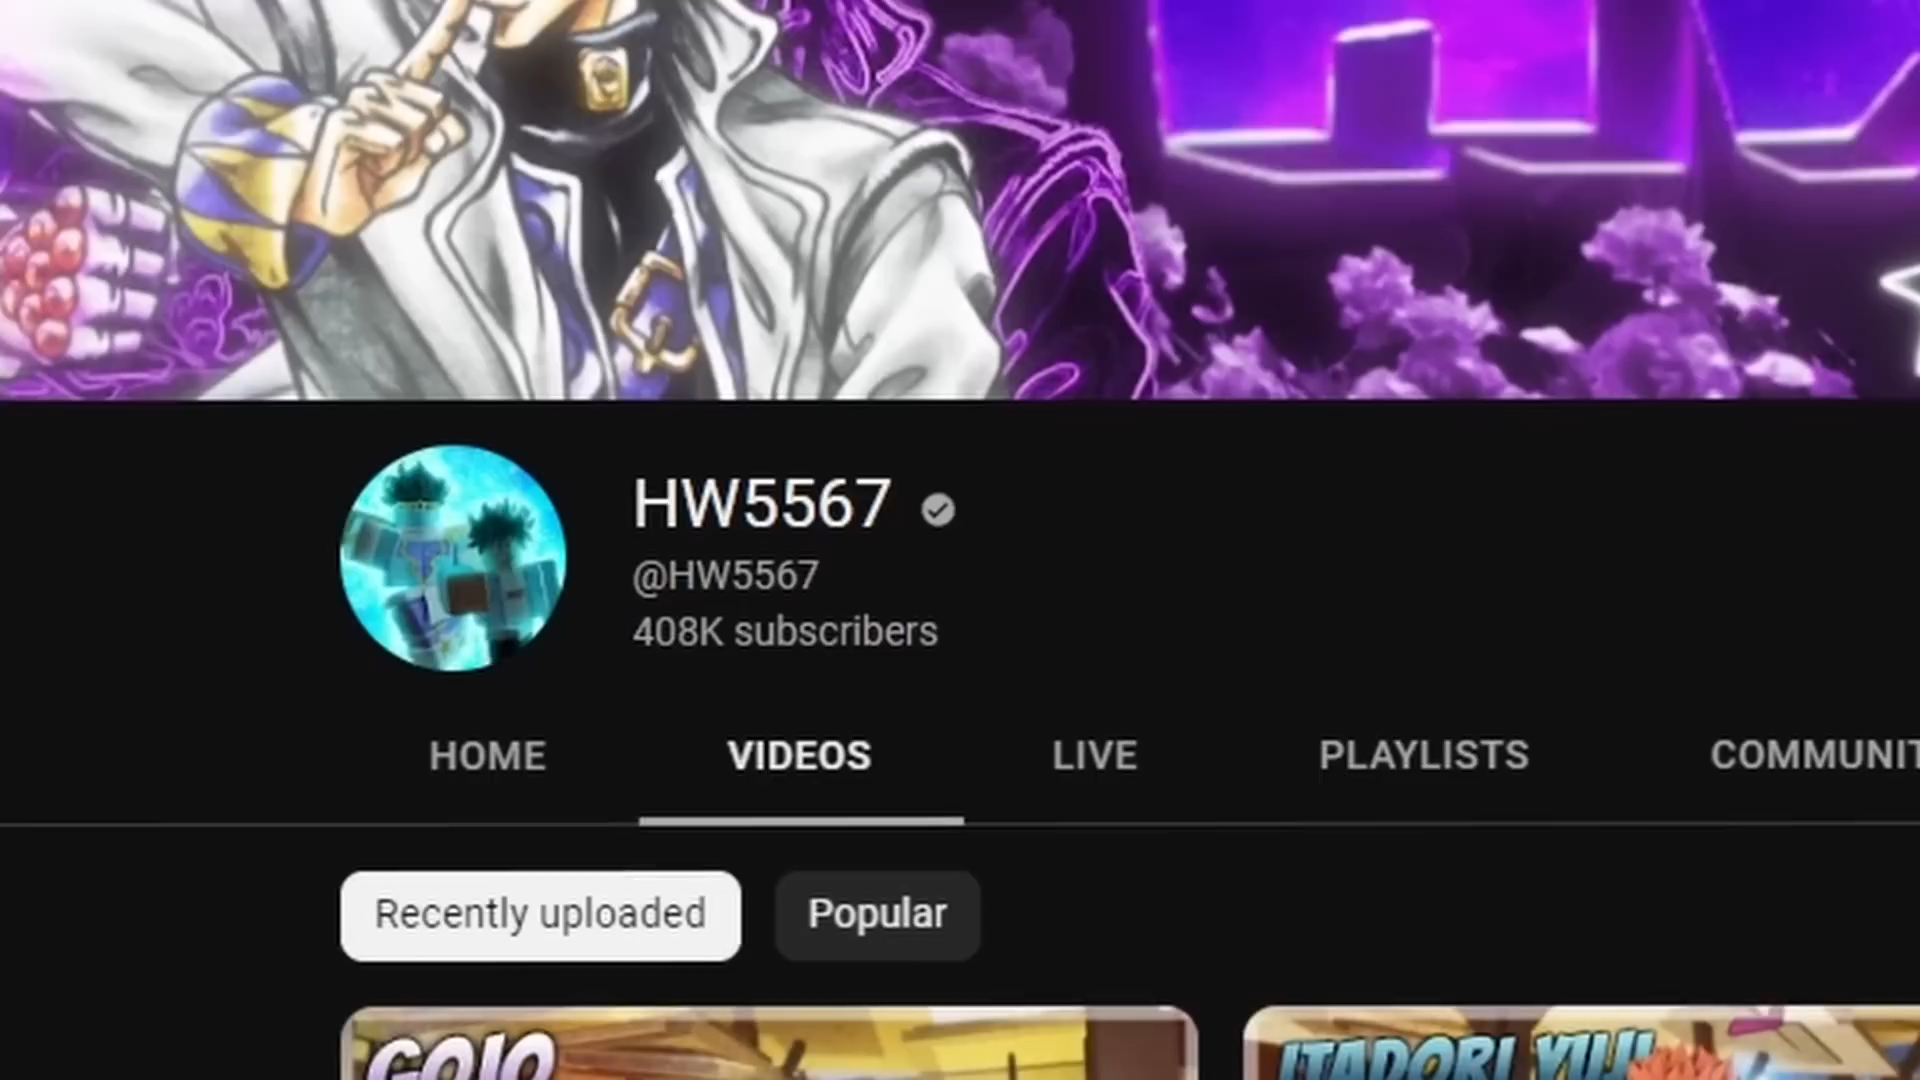 HW5567
@HW5567
408K subscribers
HOME VIDEOS LIVE PLAYLISTS COMMUNIT
Recently uploaded Popular
GOJO ITADORI YUJI